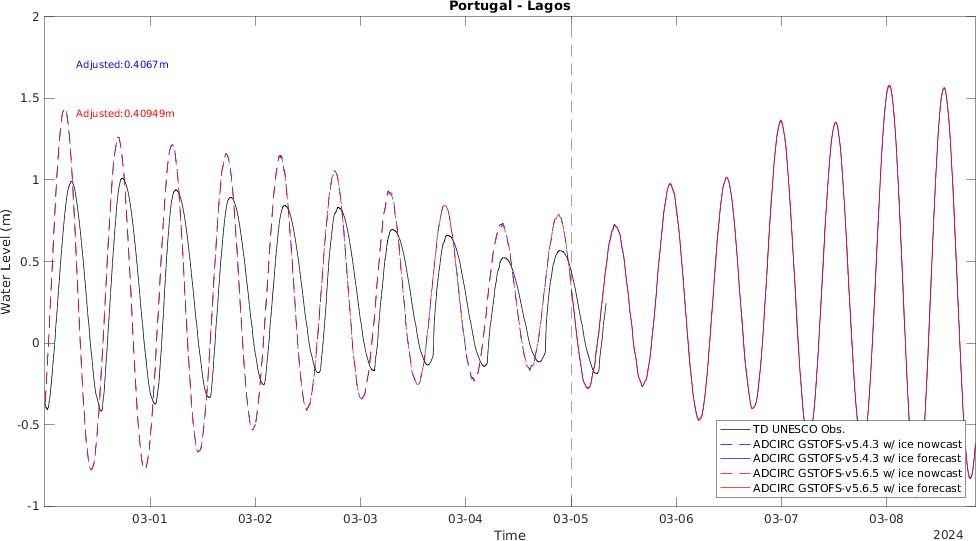 Portugal - Lagos
2
Adjusted:0.4067m
1.5
Adjusted:0.40949m
1
0.5
0
-0.5
-1
Water Level (m)
TD UNESCO Obs.
ADCIRC GSTOFS-v5.4.3 w/ ice nowcast
ADCIRC GSTOFS-v5.4.3 w/ ice forecast
ADCIRC GSTOFS-v5.6.5 w/ ice nowcast
ADCIRC GSTOFS-v5.6.5 w/ ice forecast
03-01 03-02 03-03 03-04 03-05 03-06 03-07 03-08
Time
2024